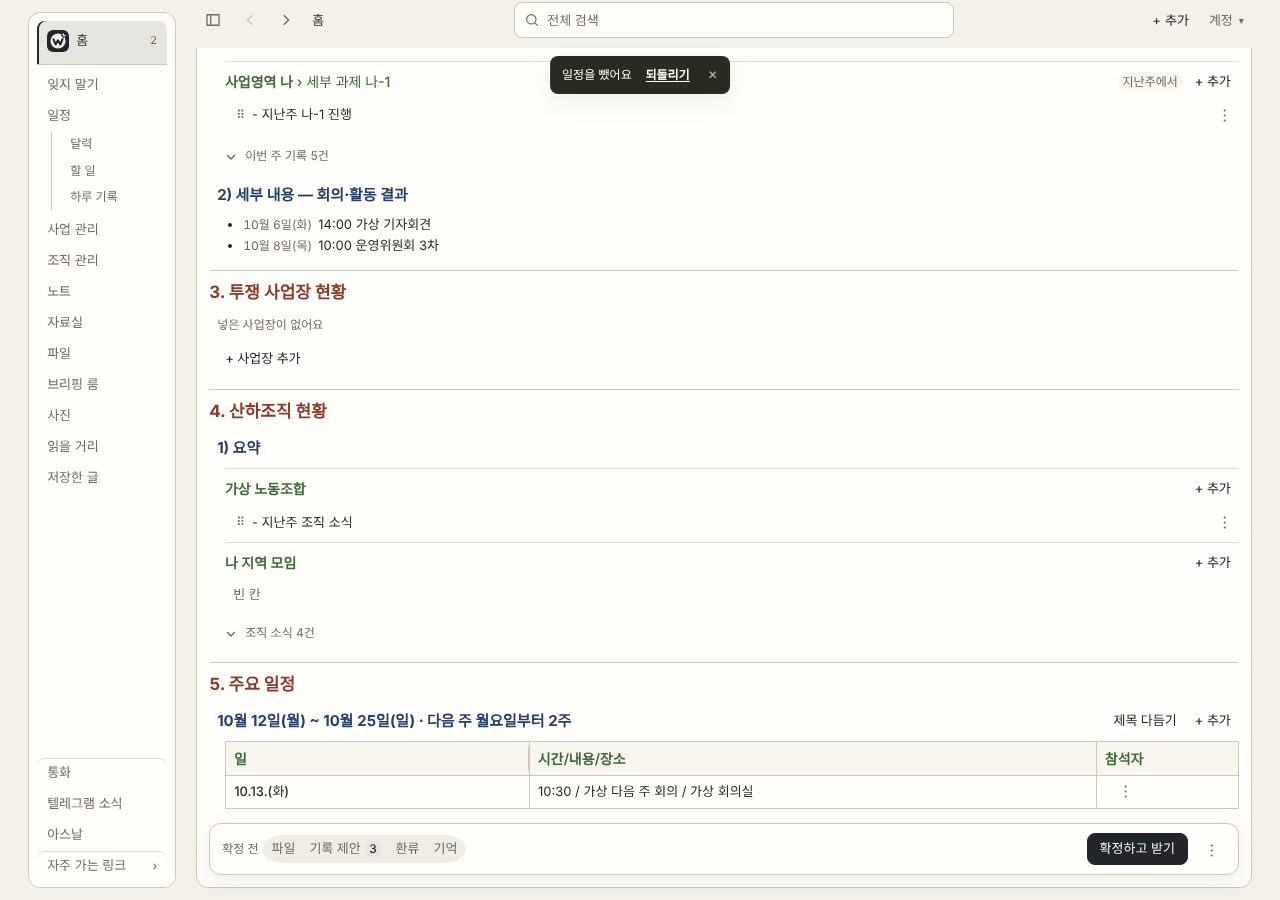 홈 2
잊지 말기
일정
달력
할 일
하루 기록
사업 관리
조직 관리
노트
자료실
파일
브리핑 룸
사진
읽을 거리
저장한 글
통화
텔레그램 소식
아스날
자주 가는 링크 ›
홈
전체 검색
+ 추가 계정 ▾
일정을 뺐어요 되돌리기 ×
사업영역 나 › 세부 과제 나-1 지난주에서 + 추가
- 지난주 나-1 진행
이번 주 기록 5건
2) 세부 내용 — 회의·활동 결과
• 10월 6일(화) 14:00 가상 기자회견
• 10월 8일(목) 10:00 운영위원회 3차
3. 투쟁 사업장 현황
넣은 사업장이 없어요
+ 사업장 추가
4. 산하조직 현황
1) 요약
가상 노동조합 + 추가
- 지난주 조직 소식
나 지역 모임 + 추가
빈 칸
조직 소식 4건
5. 주요 일정
10월 12일(월) ~ 10월 25일(일) · 다음 주 월요일부터 2주 제목 다듬기 + 추가
일 시간/내용/장소 참석자
10.13.(화) 10:30 / 가상 다음 주 회의 / 가상 회의실
확정 전 파일 기록 제안 3 환류 기억 확정하고 받기